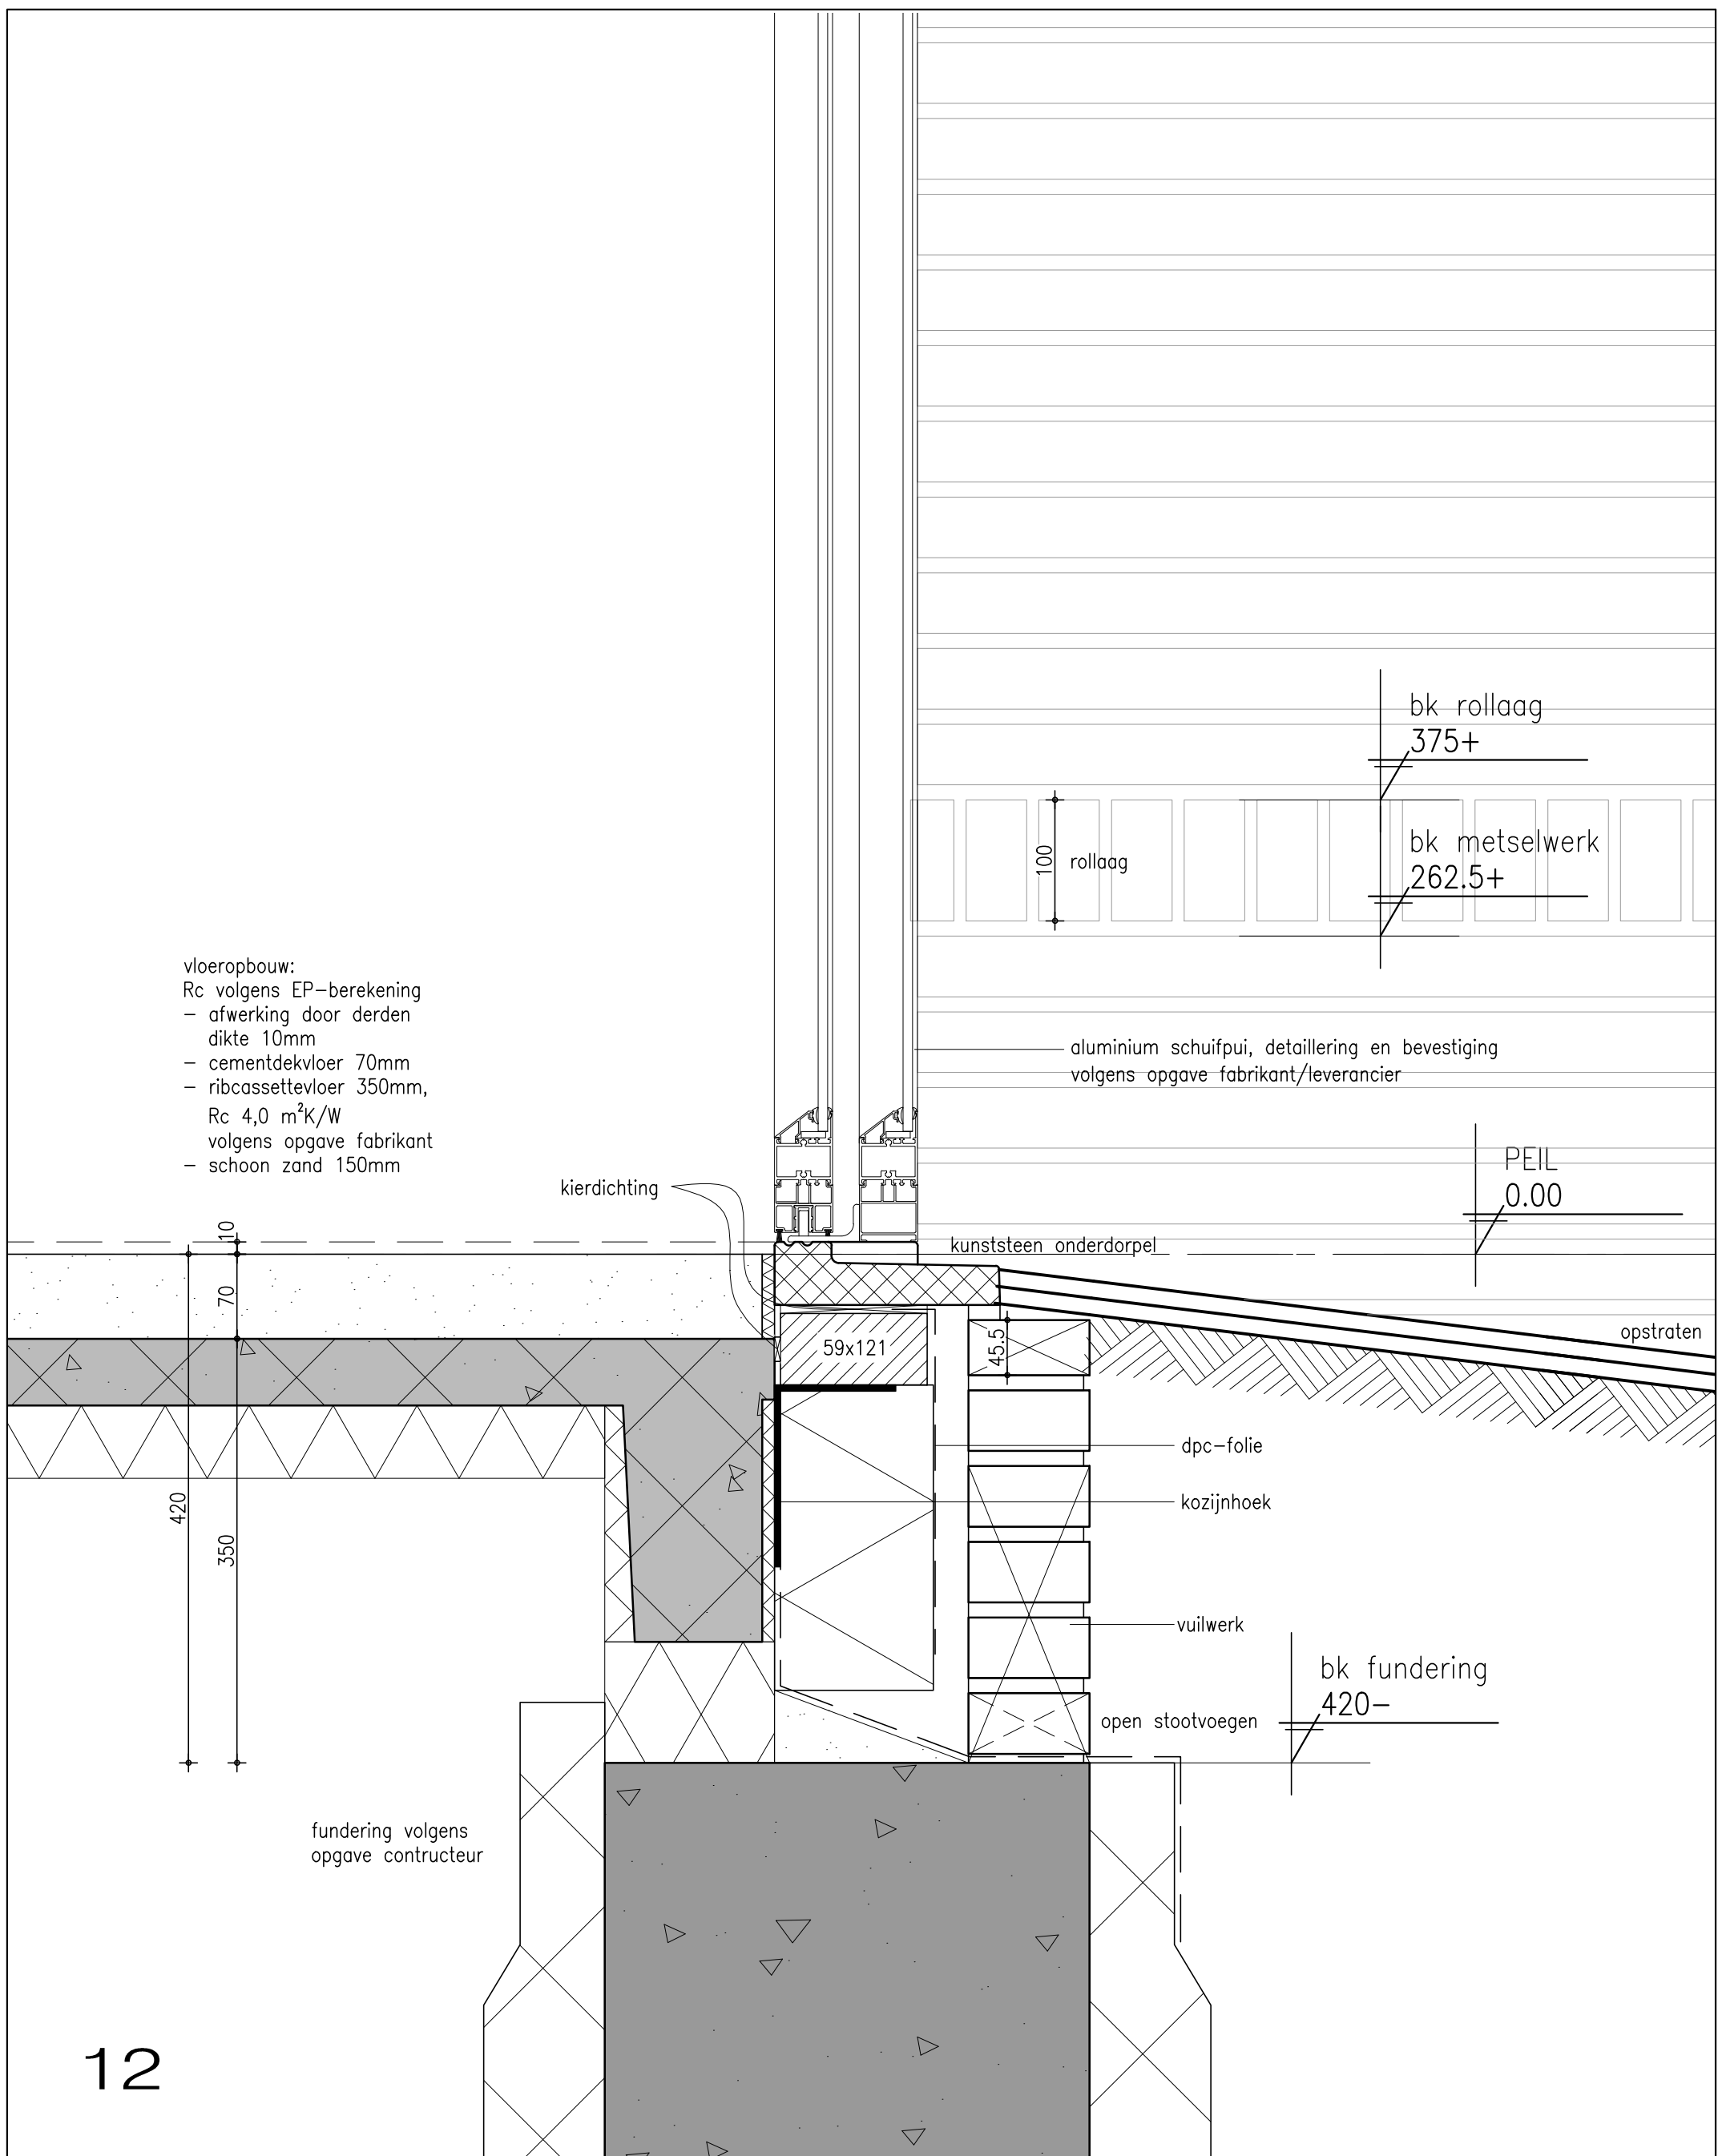 bk rollaag
375+
bk metselwerk
262.5+
100
rollaag
vloeropbouw:
Rc volgens EP-berekening
- afwerking door derden
dikte 10mm
- cementdekvloer 70mm
- ribcassettevloer 350mm,
Rc 4,0 m²K/W
volgens opgave fabrikant
- schoon zand 150mm
aluminium schuifpui, detaillering en bevestiging
volgens opgave fabrikant/leverancier
kierdichting
PEIL
0.00
10
kunststeen onderdorpel
70
opstraten
59x121
45.5
dpc-folie
kozijnhoek
420
350
vuilwerk
bk fundering
420-
open stootvoegen
fundering volgens
opgave contructeur
12